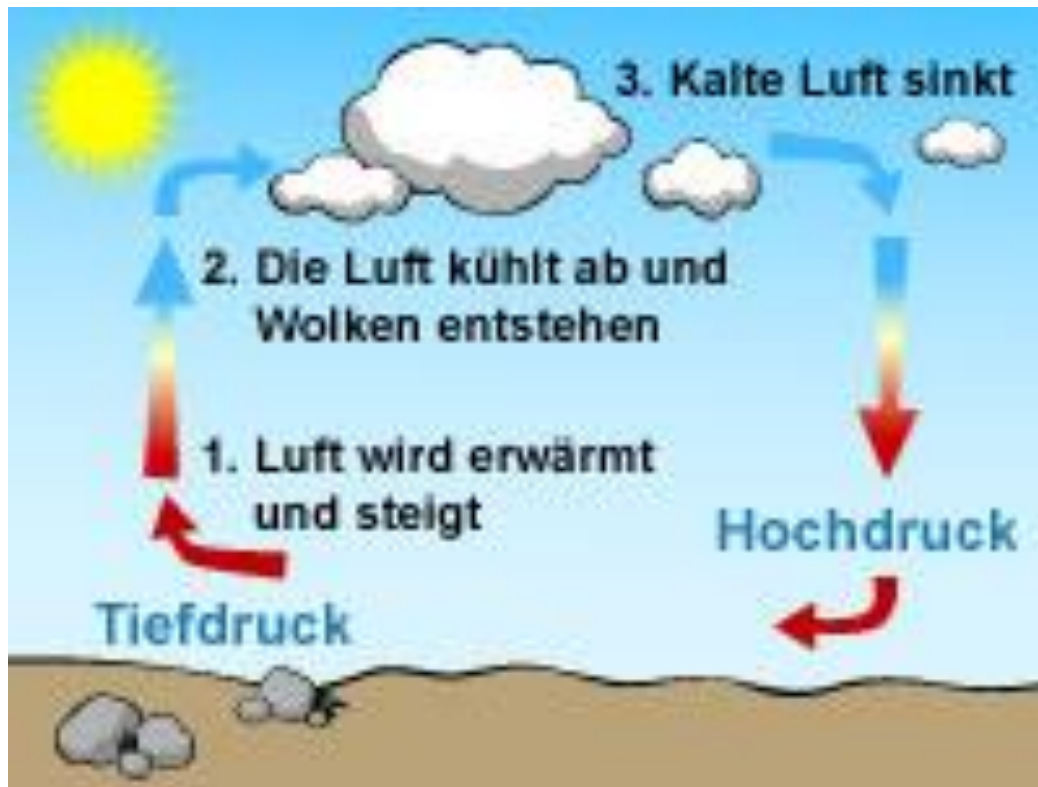 3. Kalte Luft sinkt
2. Die Luft kühlt ab und
Wolken entstehen
1. Luft wird erwärmt
und steigt
Hochdruck
Tiefdruck